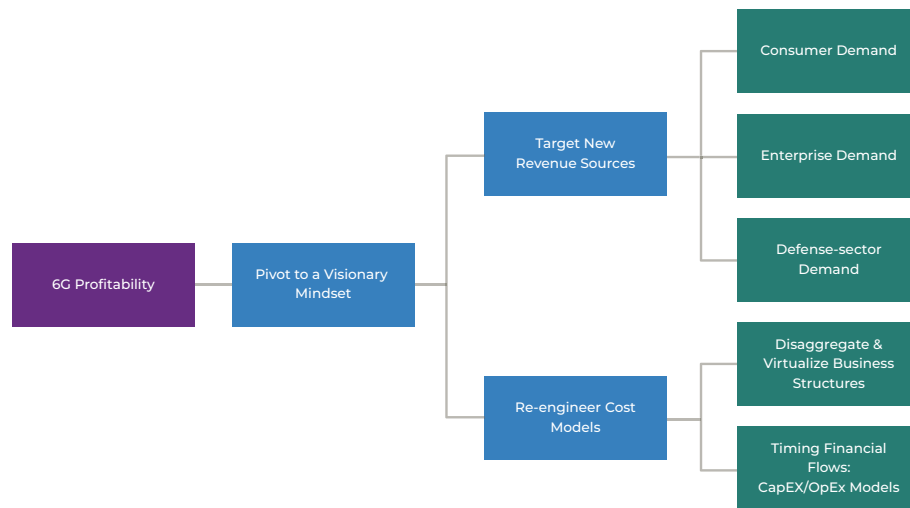 6G Profitability
Pivot to a Visionary
Mindset
Target New
Revenue Sources
Re-engineer Cost
Models
Consumer Demand
Enterprise Demand
Defense-sector
Demand
Disaggregate &
Virtualize Business
Structures
Timing Financial
Flows:
CapEX/OpEx Models